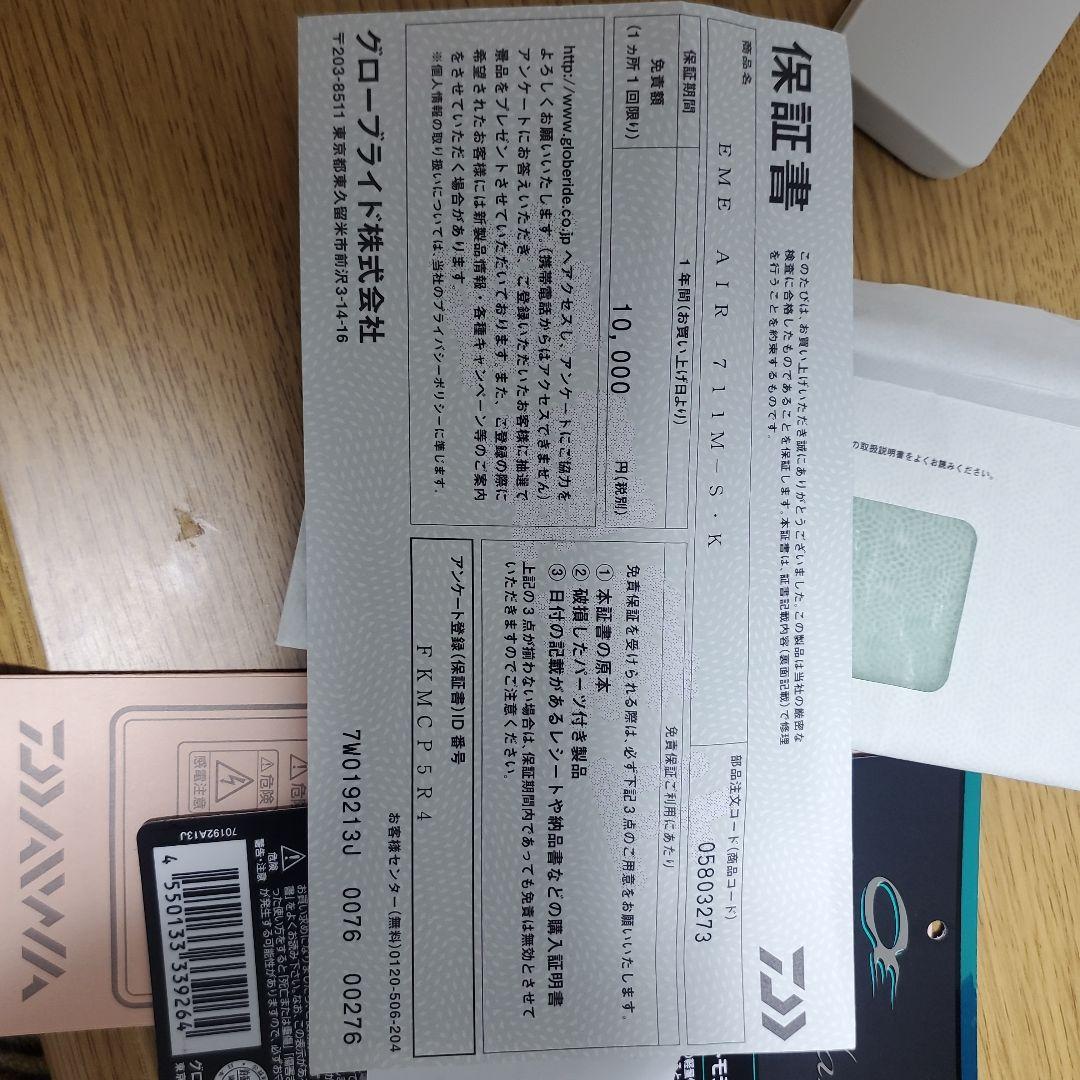 保証書
このたびは、お買い上げいただき誠にありがとうございました。この製品は当社の厳密な
検査に合格したものであることを保証します。本証書は、証書記載内容(裏面記載)で修理
を行うことを約束するものです。
商品名
EME AIR 711M-S・K
部品注文コード(商品コード)
05803273
保証期間
1年間(お買い上げ日より)
免責額
(1ヵ所1回限り)
10,000 円(税別)
http://www.globeride.co.jp へアクセスし、アンケートにご協力を
よろしくお願いいたします。(携帯電話からはアクセスできません)
アンケートにお答えいただき、ご登録いただいたお客様に抽選で
景品をプレゼントさせていただいております。また、ご登録の際に
希望されたお客様には新製品情報・各種キャンペーン等のご案内
をさせていただく場合があります。
※個人情報の取り扱いについては、当社のプライバシーポリシーに準じます.
免責保証ご利用にあたり
免責保証を受けられる際は、必ず下記3点のご用意をお願いいたします。
① 本証書の原本
② 破損したパーツ付き製品
③ 日付の記載があるレシートや納品書などの購入証明書
上記の3点が揃わない場合は、保証期間内であっても免責は無効とさせて
いただきますのでご注意ください。
アンケート登録(保証書)ID番号
FKMCP5R4
グローブライド株式会社
〒203-8511 東京都東久留米市前沢3-14-16
お客様センター(無料)0120-506-204
7W019213J 0076 00276
の取扱説明書をよくお読みください。
DAIWA
危険
感電注意
70192A13J
4 550133 339264
危険
警告・注意